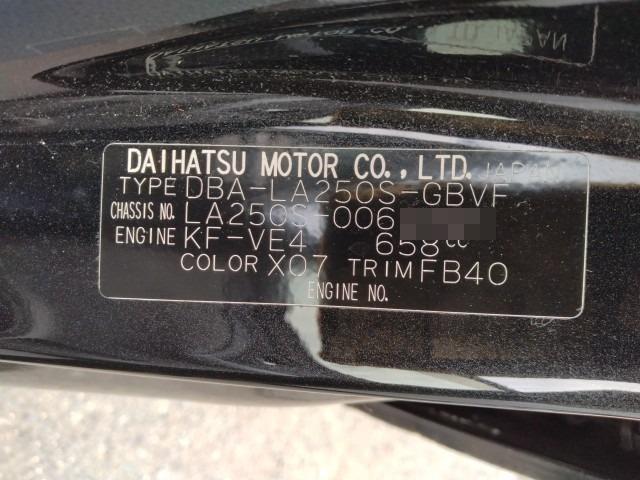 DAIHATSU MOTOR CO., LTD. JAPAN
TYPE DBA-LA250S-GBVF
CHASSIS NO. LA250S-006
ENGINE KF-VE4 658cc
COLOR X07 TRIM FB40
ENGINE NO.